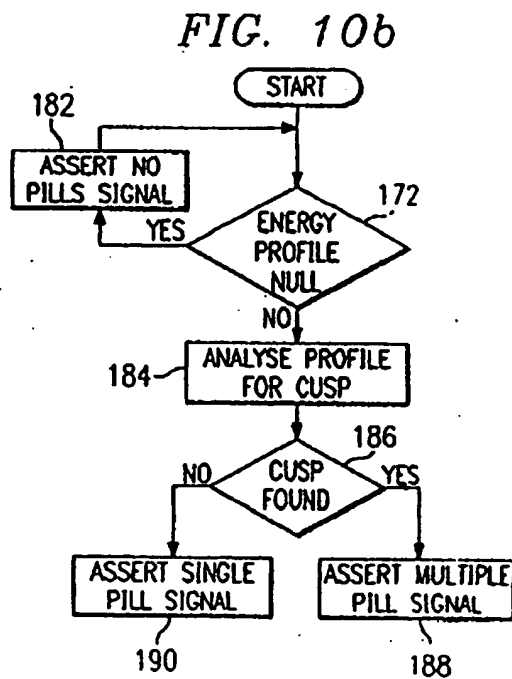 FIG. 10b
START
182
ASSERT NO
PILLS SIGNAL
172
YES
ENERGY
PROFILE
NULL
NO
184
ANALYSE PROFILE
FOR CUSP
186
NO
CUSP
FOUND
YES
ASSERT SINGLE
PILL SIGNAL
ASSERT MULTIPLE
PILL SIGNAL
190
188